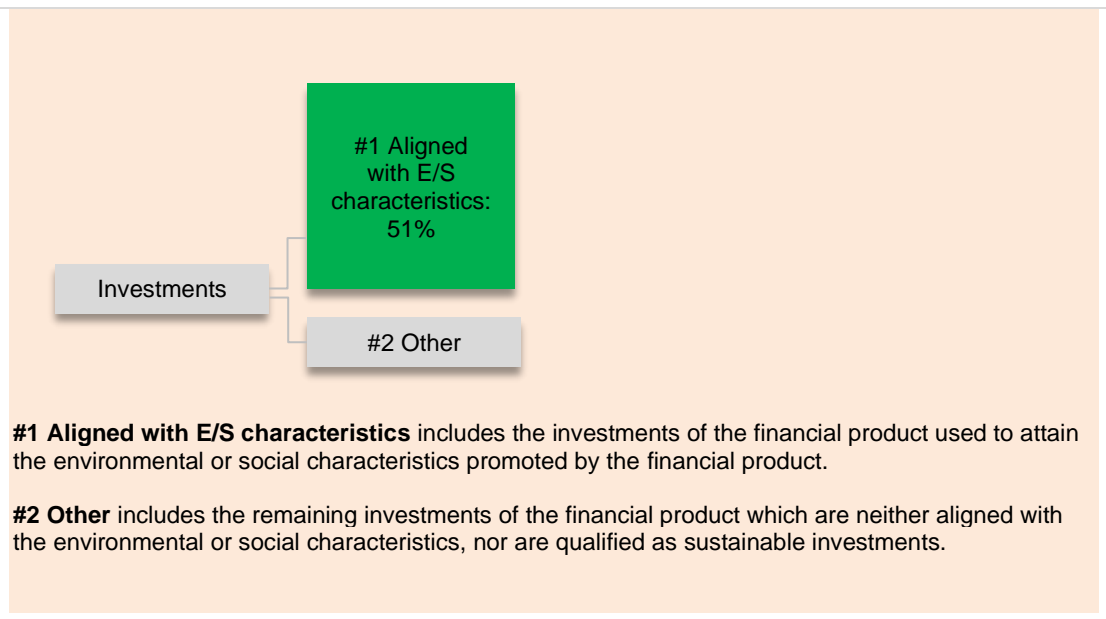 #1 Aligned
with E/S
characteristics:
51%
Investments
#2 Other
#1 Aligned with E/S characteristics includes the investments of the financial product used to attain
the environmental or social characteristics promoted by the financial product.
#2 Other includes the remaining investments of the financial product which are neither aligned with
the environmental or social characteristics, nor are qualified as sustainable investments.